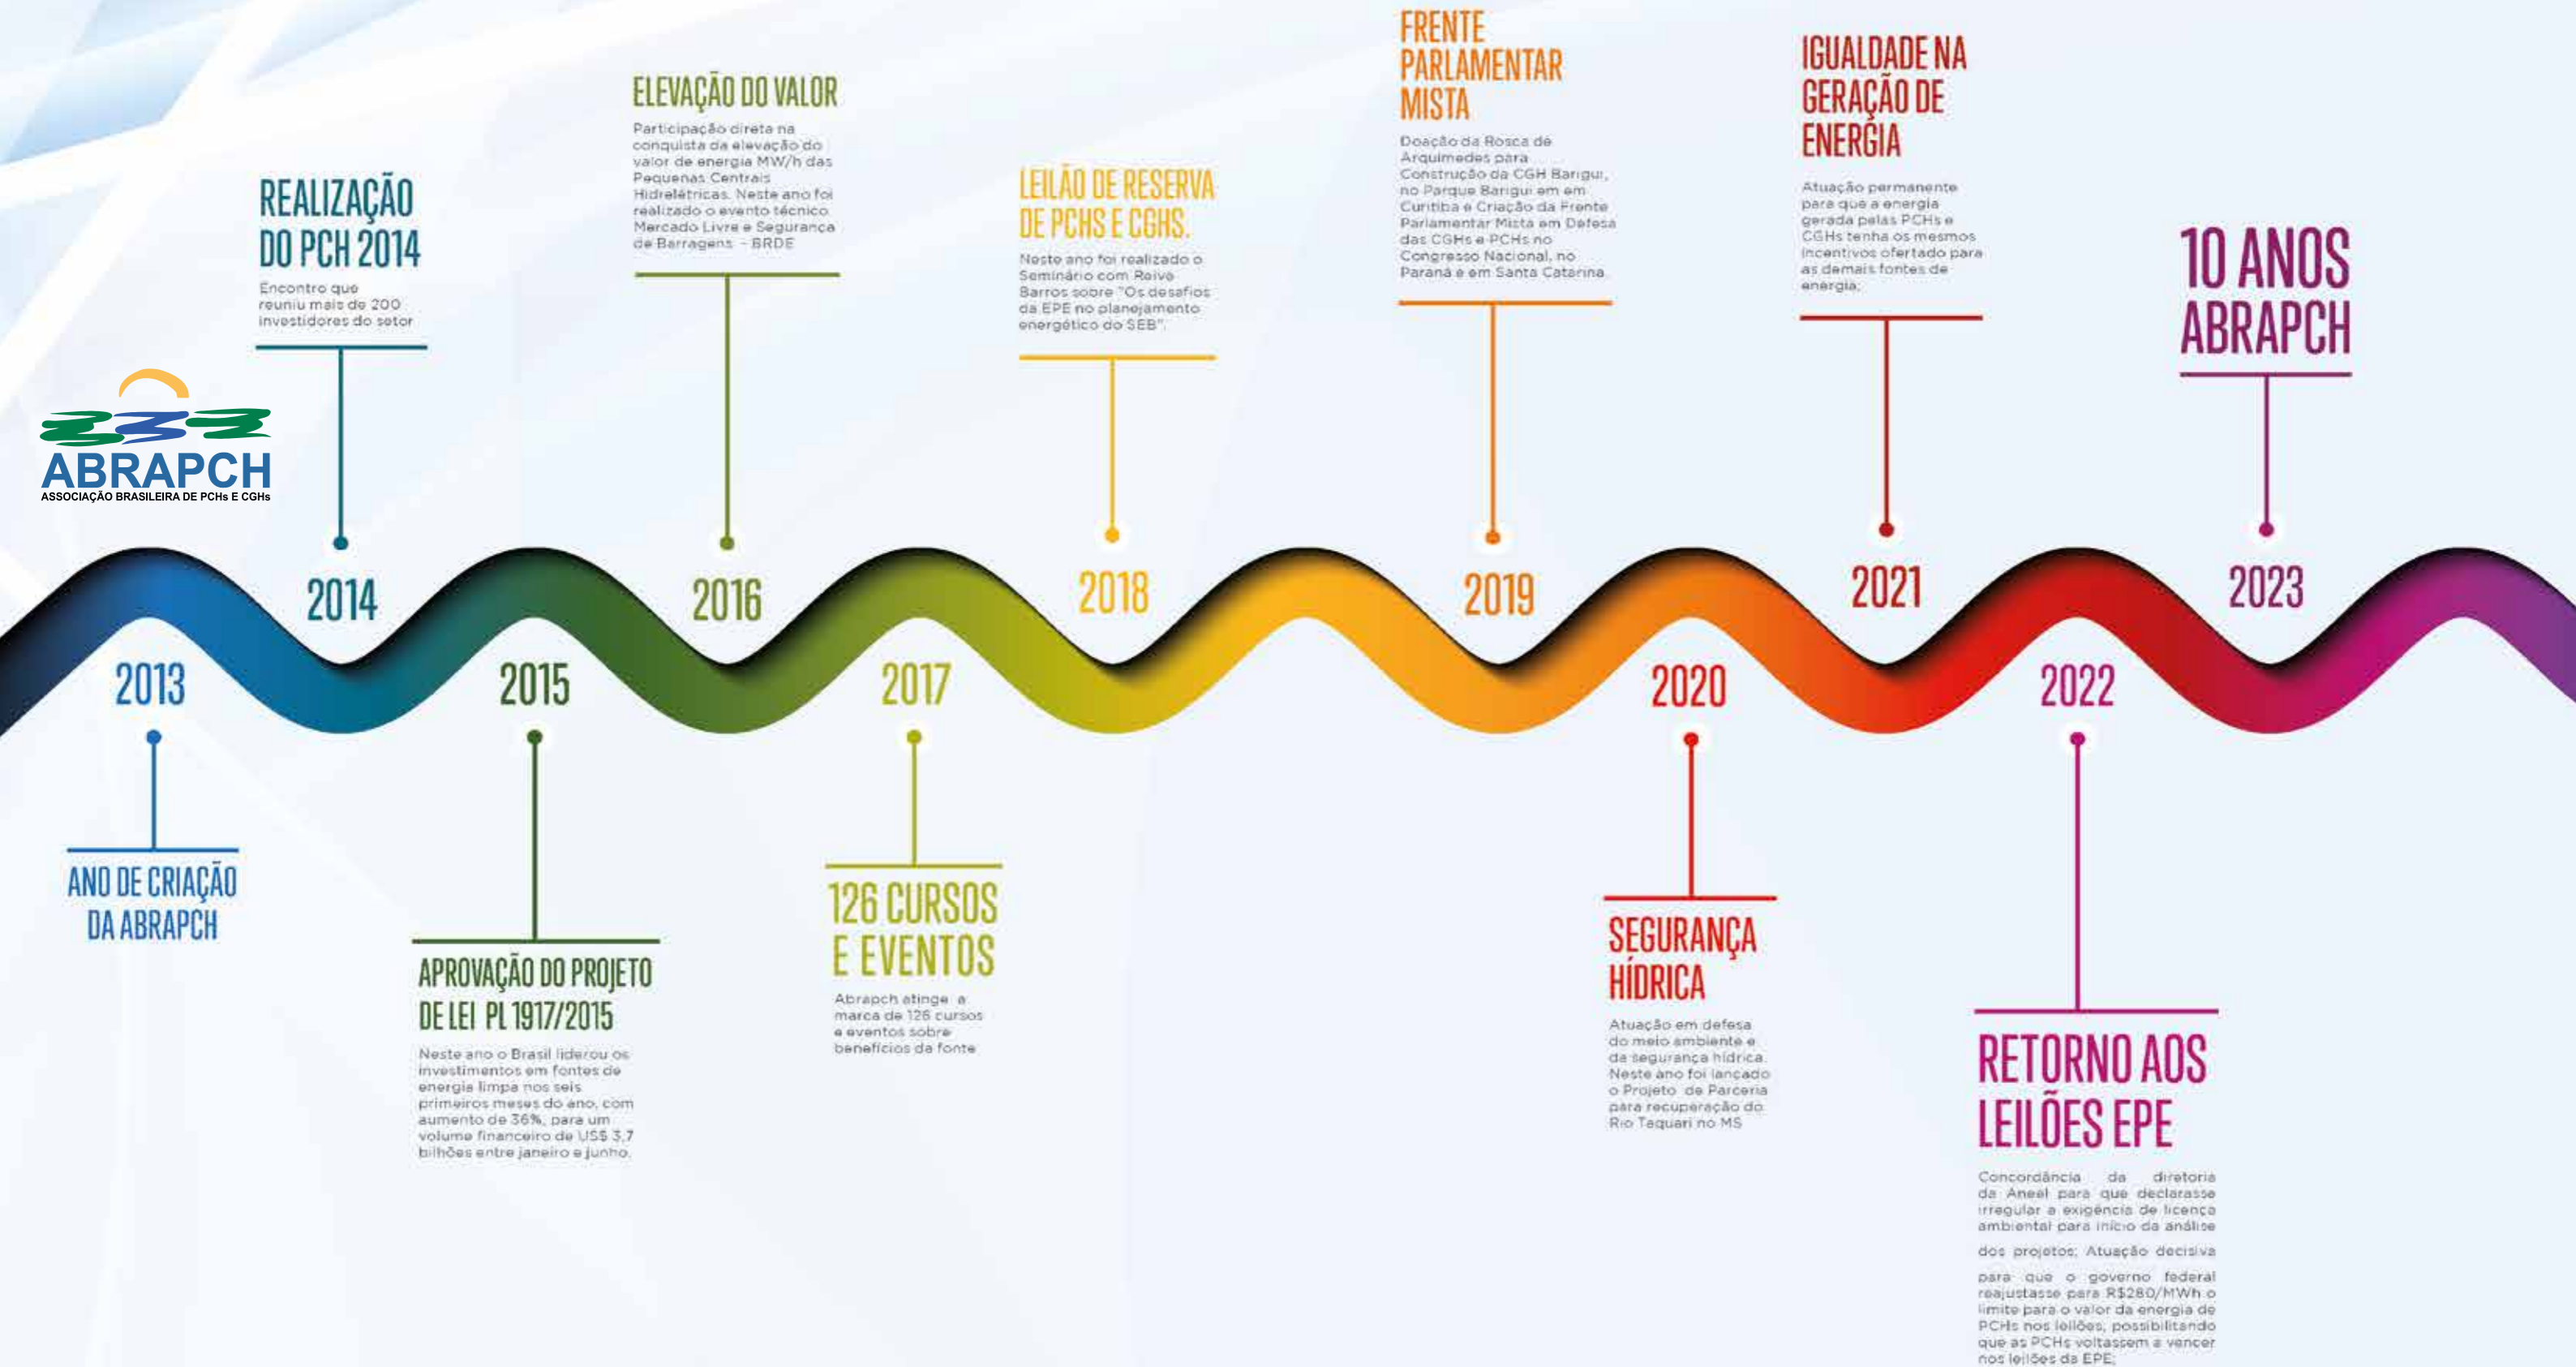 ABRAPCH
ASSOCIAÇÃO BRASILEIRA DE PCHs E CGHs
2013
ANO DE CRIAÇÃO
DA ABRAPCH
REALIZAÇÃO
DO PCH 2014
Encontro que
reuniu mais de 200
investidores do setor
2014
2015
APROVAÇÃO DO PROJETO
DE LEI PL 1917/2015
Neste ano o Brasil liderou os
investimentos em fontes de
energia limpa nos seis
primeiros meses do ano, com
aumento de 36%, para um
volume financeiro de US$ 3,7
bilhões entre janeiro e junho.
ELEVAÇÃO DO VALOR
Participação direta na
conquista da elevação do
valor de energia MW/h das
Pequenas Centrais
Hidrelétricas. Neste ano foi
realizado o evento técnico
Mercado Livre e Segurança
de Barragens - BRDE
2016
2017
126 CURSOS
E EVENTOS
Abrapch atinge a
marca de 126 cursos
e eventos sobre
benefícios da fonte
LEILÃO DE RESERVA
DE PCHS E CGHS.
Neste ano foi realizado o
Seminário com Reive
Barros sobre "Os desafios
da EPE no planejamento
energético do SEB".
2018
FRENTE
PARLAMENTAR
MISTA
Doação da Rosca de
Arquimedes para
Construção da CGH Barigui,
no Parque Barigui em em
Curitiba e Criação da Frente
Parlamentar Mista em Defesa
das CGHs e PCHs no
Congresso Nacional, no
Paraná e em Santa Catarina
2019
2020
SEGURANÇA
HÍDRICA
Atuação em defesa
do meio ambiente e
da segurança hídrica.
Neste ano foi lançado
o Projeto de Parceria
para recuperação do
Rio Taquari no MS
IGUALDADE NA
GERAÇÃO DE
ENERGIA
Atuação permanente
para que a energia
gerada pelas PCHs e
CGHs tenha os mesmos
incentivos ofertado para
as demais fontes de
energia;
2021
2022
RETORNO AOS
LEILÕES EPE
Concordância da diretoria
da Aneel para que declarasse
irregular a exigência de licença
ambiental para início da análise
dos projetos; Atuação decisiva
para que o governo federal
reajustasse para R$280/MWh o
limite para o valor da energia de
PCHs nos leilões, possibilitando
que as PCHs voltassem a vencer
nos leilões da EPE;
10 ANOS
ABRAPCH
2023